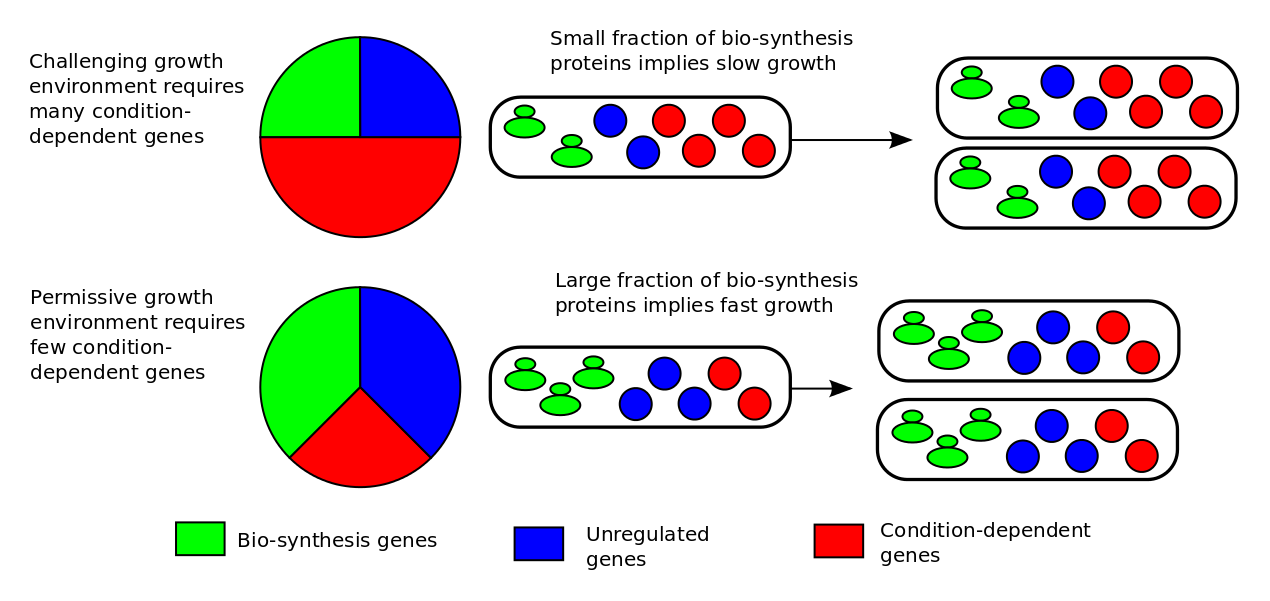 Challenging growth
environment requires
many condition-
dependent genes
Small fraction of bio-synthesis
proteins implies slow growth
Permissive growth
environment requires
few condition-
dependent genes
Large fraction of bio-synthesis
proteins implies fast growth
Bio-synthesis genes
Unregulated
genes
Condition-dependent
genes